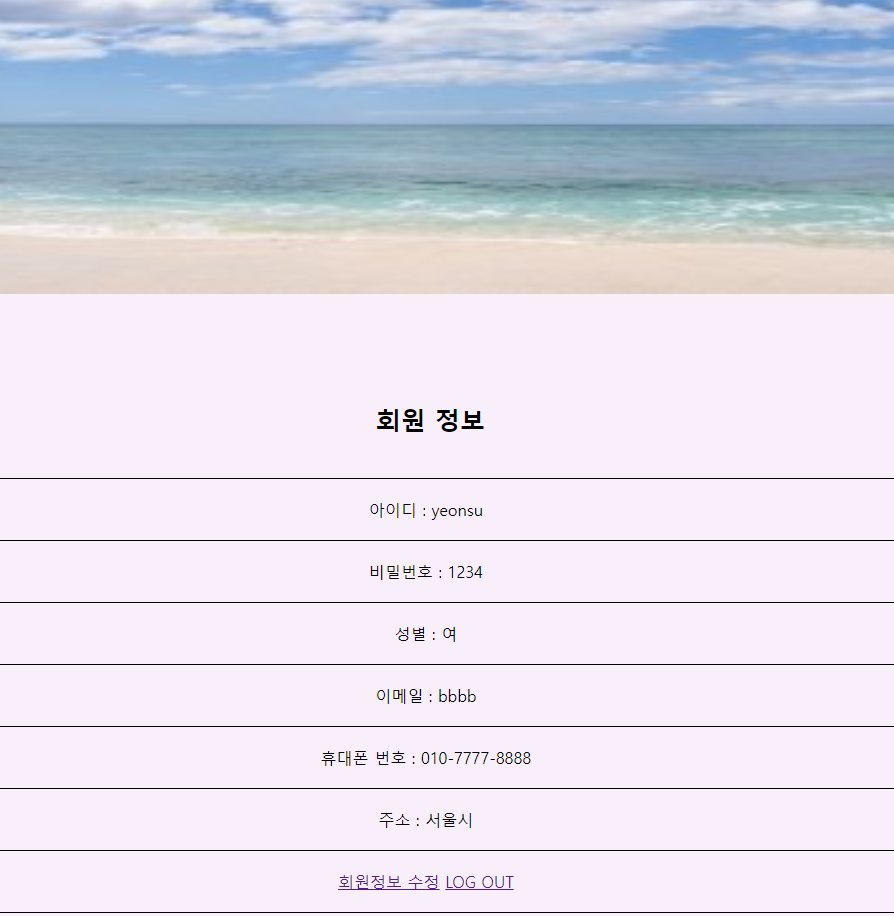 회원 정보
아이디 : yeonsu
비밀번호 : 1234
성별 : 여
이메일 : bbbb
휴대폰 번호 : 010-7777-8888
주소 : 서울시
회원정보 수정 LOG OUT